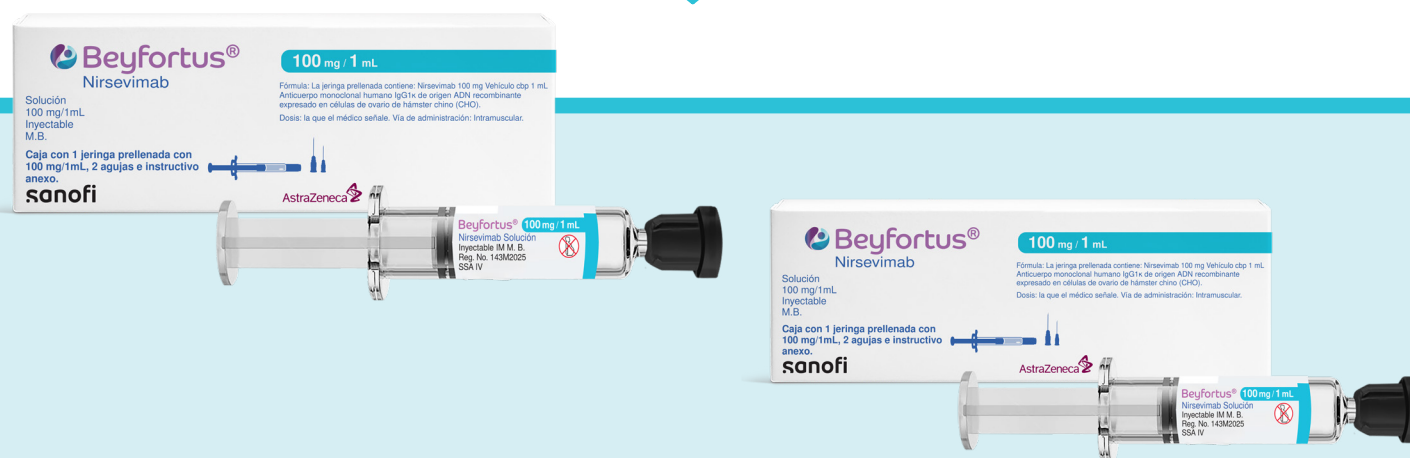 Beyfortus®
Nirsevimab
Solución
100 mg/1mL
Inyectable
M.B.
Caja con 1 jeringa prellenada con
100 mg/1mL, 2 agujas e instructivo
anexo.
sanofi
100 mg / 1 mL
Fórmula: La jeringa prellenada contiene: Nirsevimab 100 mg Vehículo cbp 1 mL
Anticuerpo monoclonal humano IgG1κ de origen ADN recombinante
expresado en células de ovario de hámster chino (CHO).
Dosis: la que el médico señale. Vía de administración: Intramuscular.
AstraZeneca
Beyfortus® 100 mg / 1 mL
Nirsevimab Solución
Inyectable IM M. B.
Reg. No. 143M2025
SSA IV
Beyfortus®
Nirsevimab
Solución
100 mg/1mL
Inyectable
M.B.
Caja con 1 jeringa prellenada con
100 mg/1mL, 2 agujas e instructivo
anexo.
sanofi
100 mg / 1 mL
Fórmula: La jeringa prellenada contiene: Nirsevimab 100 mg Vehículo cbp 1 mL
Anticuerpo monoclonal humano IgG1κ de origen ADN recombinante
expresado en células de ovario de hámster chino (CHO).
Dosis: la que el médico señale. Vía de administración: Intramuscular.
AstraZeneca
Beyfortus® 100 mg / 1 mL
Nirsevimab Solución
Inyectable IM M. B.
Reg. No. 143M2025
SSA IV